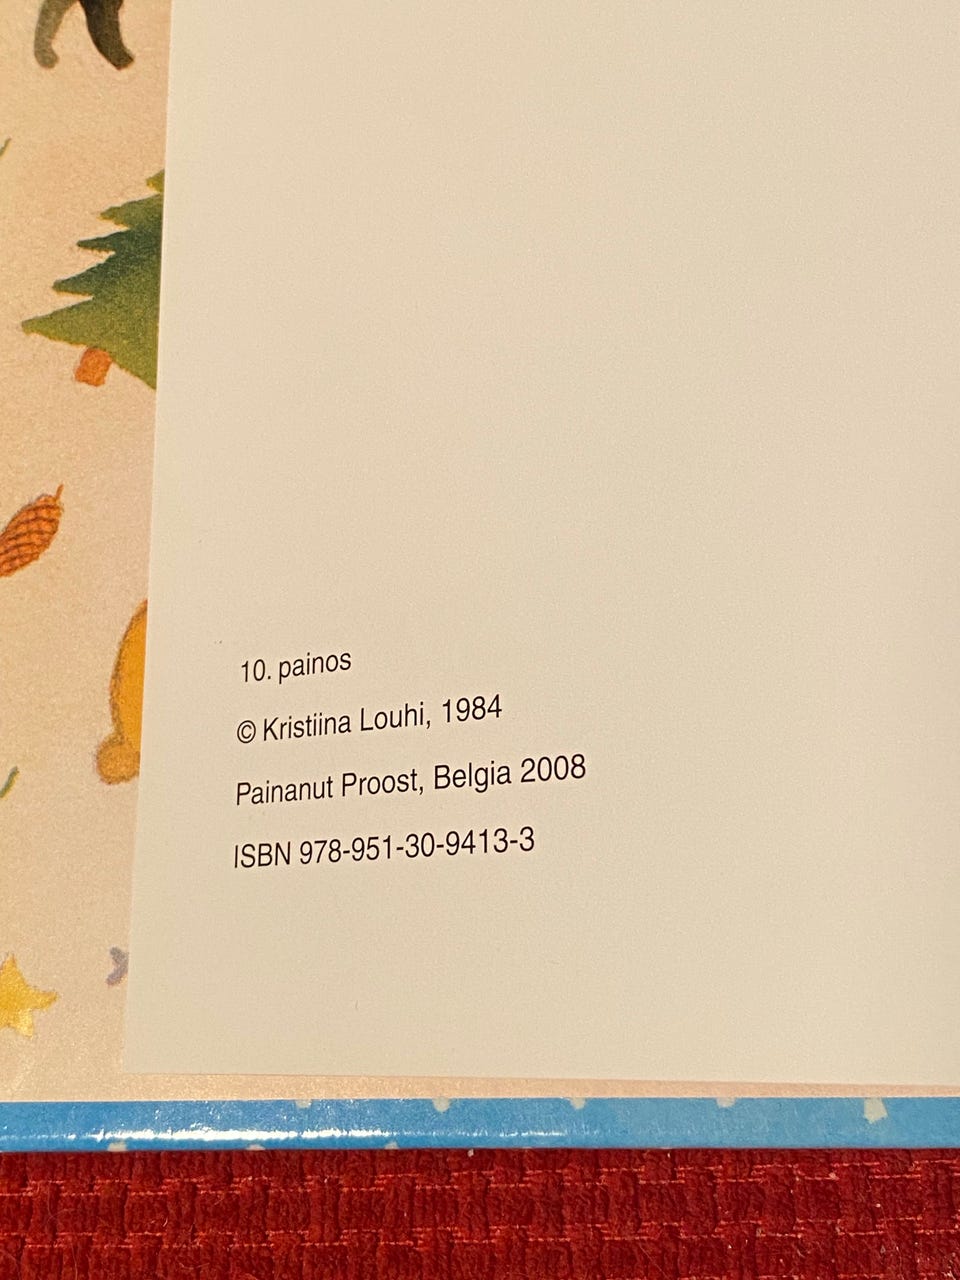 10. painos
© Kristiina Louhi, 1984
Painanut Proost, Belgia 2008
ISBN 978-951-30-9413-3